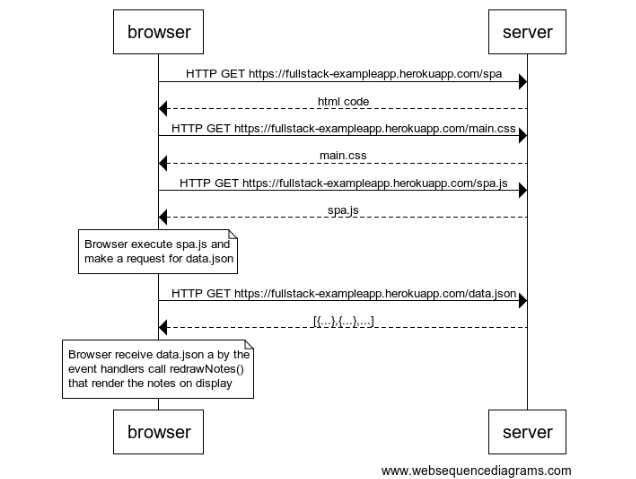 browser
server
HTTP GET https://fullstack-exampleapp.herokuapp.com/spa
html code
HTTP GET https://fullstack-exampleapp.herokuapp.com/main.css
main.css
HTTP GET https://fullstack-exampleapp.herokuapp.com/spa.js
spa.js
Browser execute spa.js and
make a request for data.json
HTTP GET https://fullstack-exampleapp.herokuapp.com/data.json
[{...},{...},...]
Browser receive data.json a by the
event handlers call redrawNotes()
that render the notes on display
browser
server
www.websequencediagrams.com